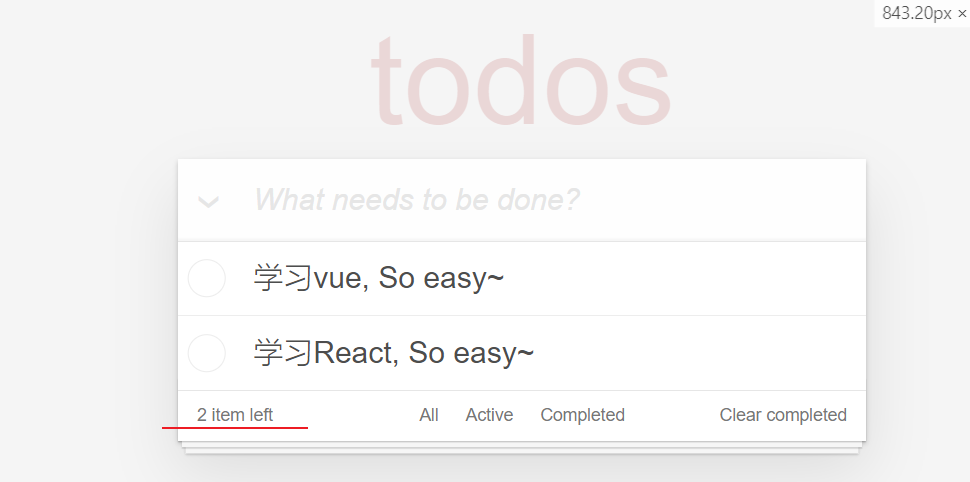 843.20px ×
todos
What needs to be done?
学习vue, So easy~
学习React, So easy~
2 item left All Active Completed Clear completed